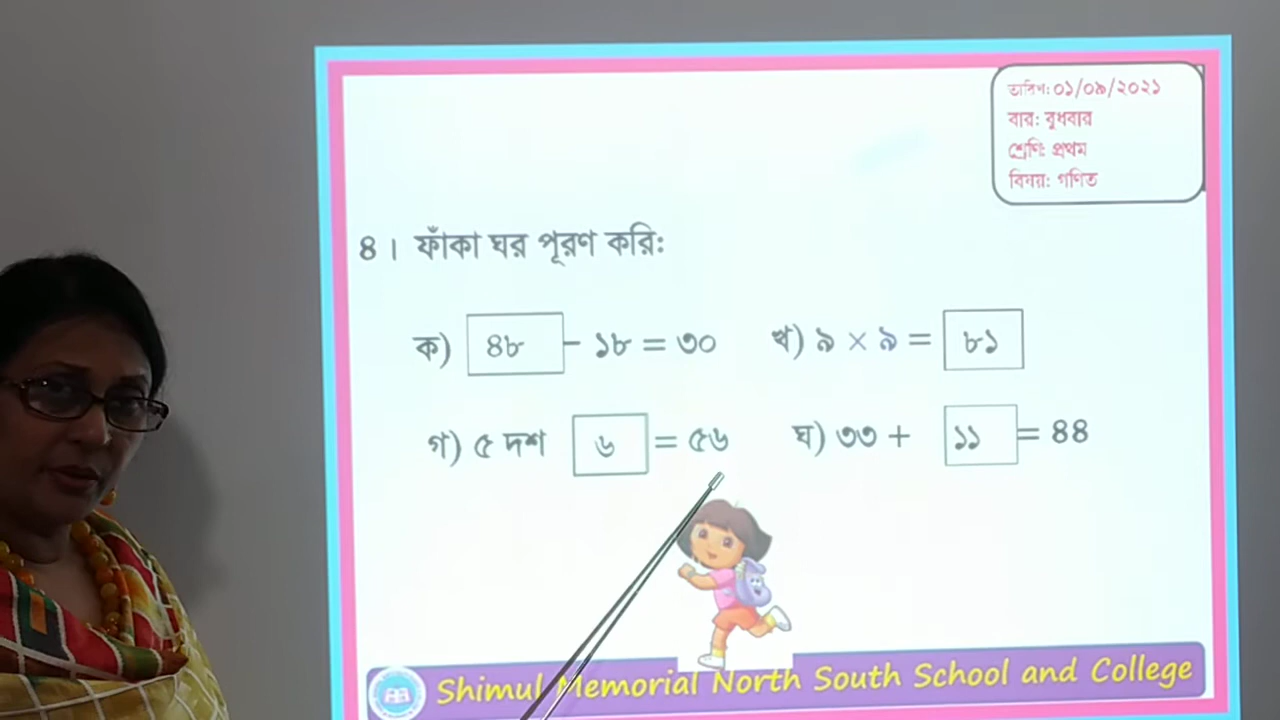 তারিখ: ০১/০৯/২০২১
বার: বুধবার
শ্রেণি: প্রথম
বিষয়: গণিত
৪। ফাঁকা ঘর পূরণ করি:
ক) ৪৮ - ১৮ = ৩০ খ) ৯ × ৯ = ৮১
গ) ৫ দশ ৬ = ৫৬ ঘ) ৩৩ + ১১ = ৪৪
Shimul Memorial North South School and College